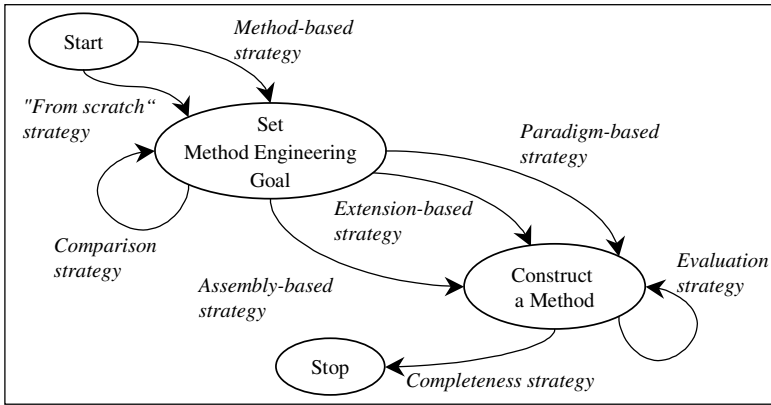 Start
Method-based
strategy
"From scratch“
strategy
Set
Method Engineering
Goal
Paradigm-based
strategy
Extension-based
strategy
Comparison
strategy
Assembly-based
strategy
Construct
a Method
Evaluation
strategy
Stop
Completeness strategy